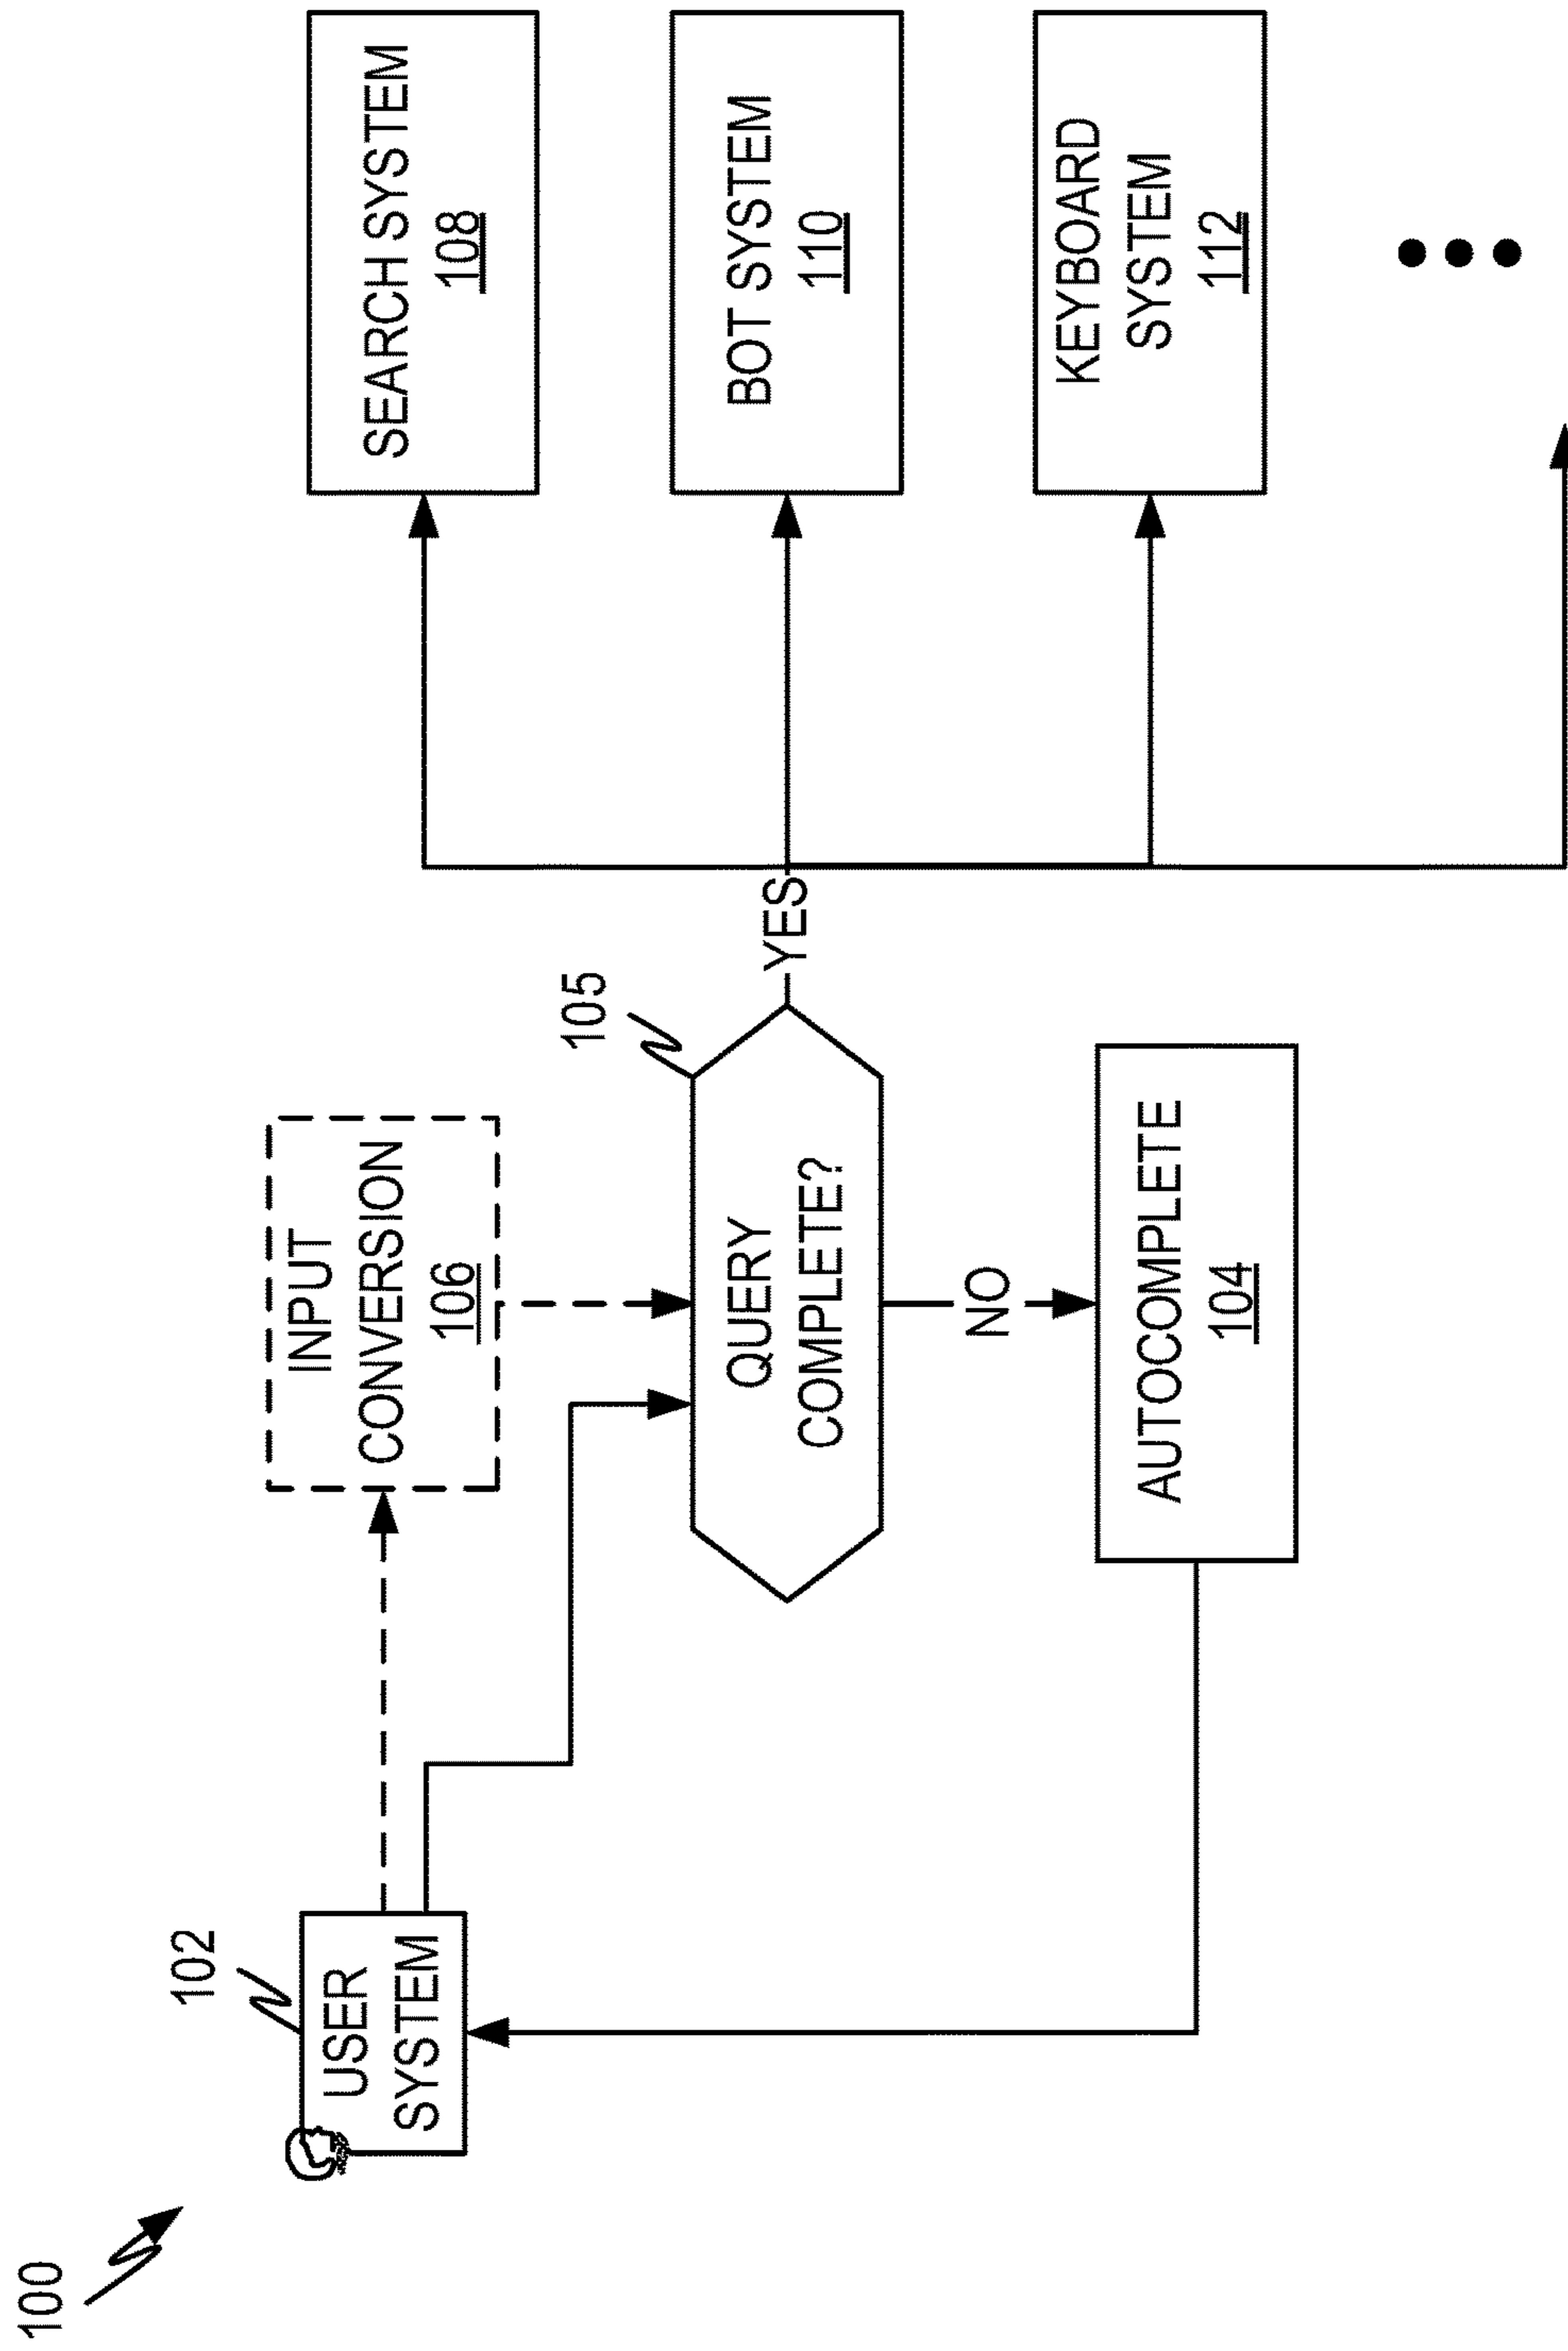 100
102
USER
SYSTEM
INPUT
CONVERSION
106
105
QUERY
COMPLETE?
YES
NO
AUTOCOMPLETE
104
SEARCH SYSTEM
108
BOT SYSTEM
110
KEYBOARD
SYSTEM
112